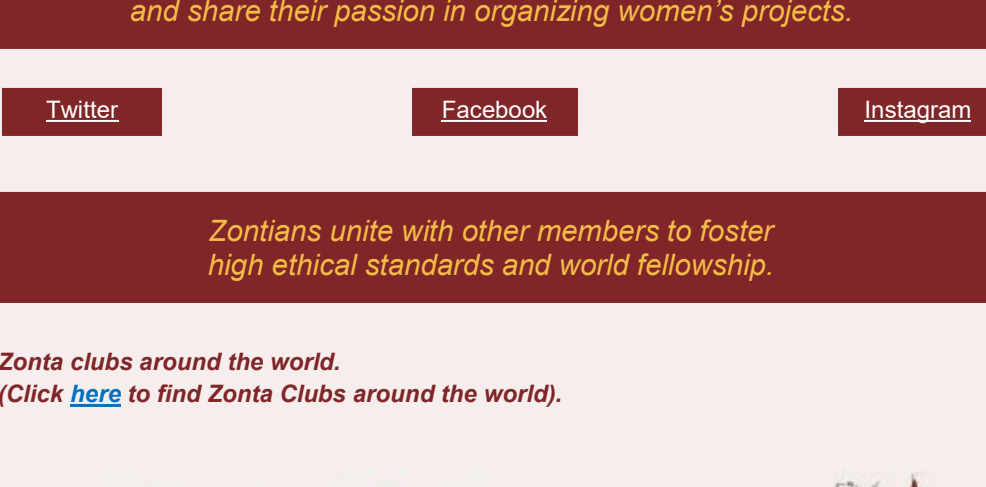 and share their passion in organizing women's projects.
Twitter
Facebook
Instagram
Zontians unite with other members to foster
high ethical standards and world fellowship.
Zonta clubs around the world.
(Click here to find Zonta Clubs around the world).